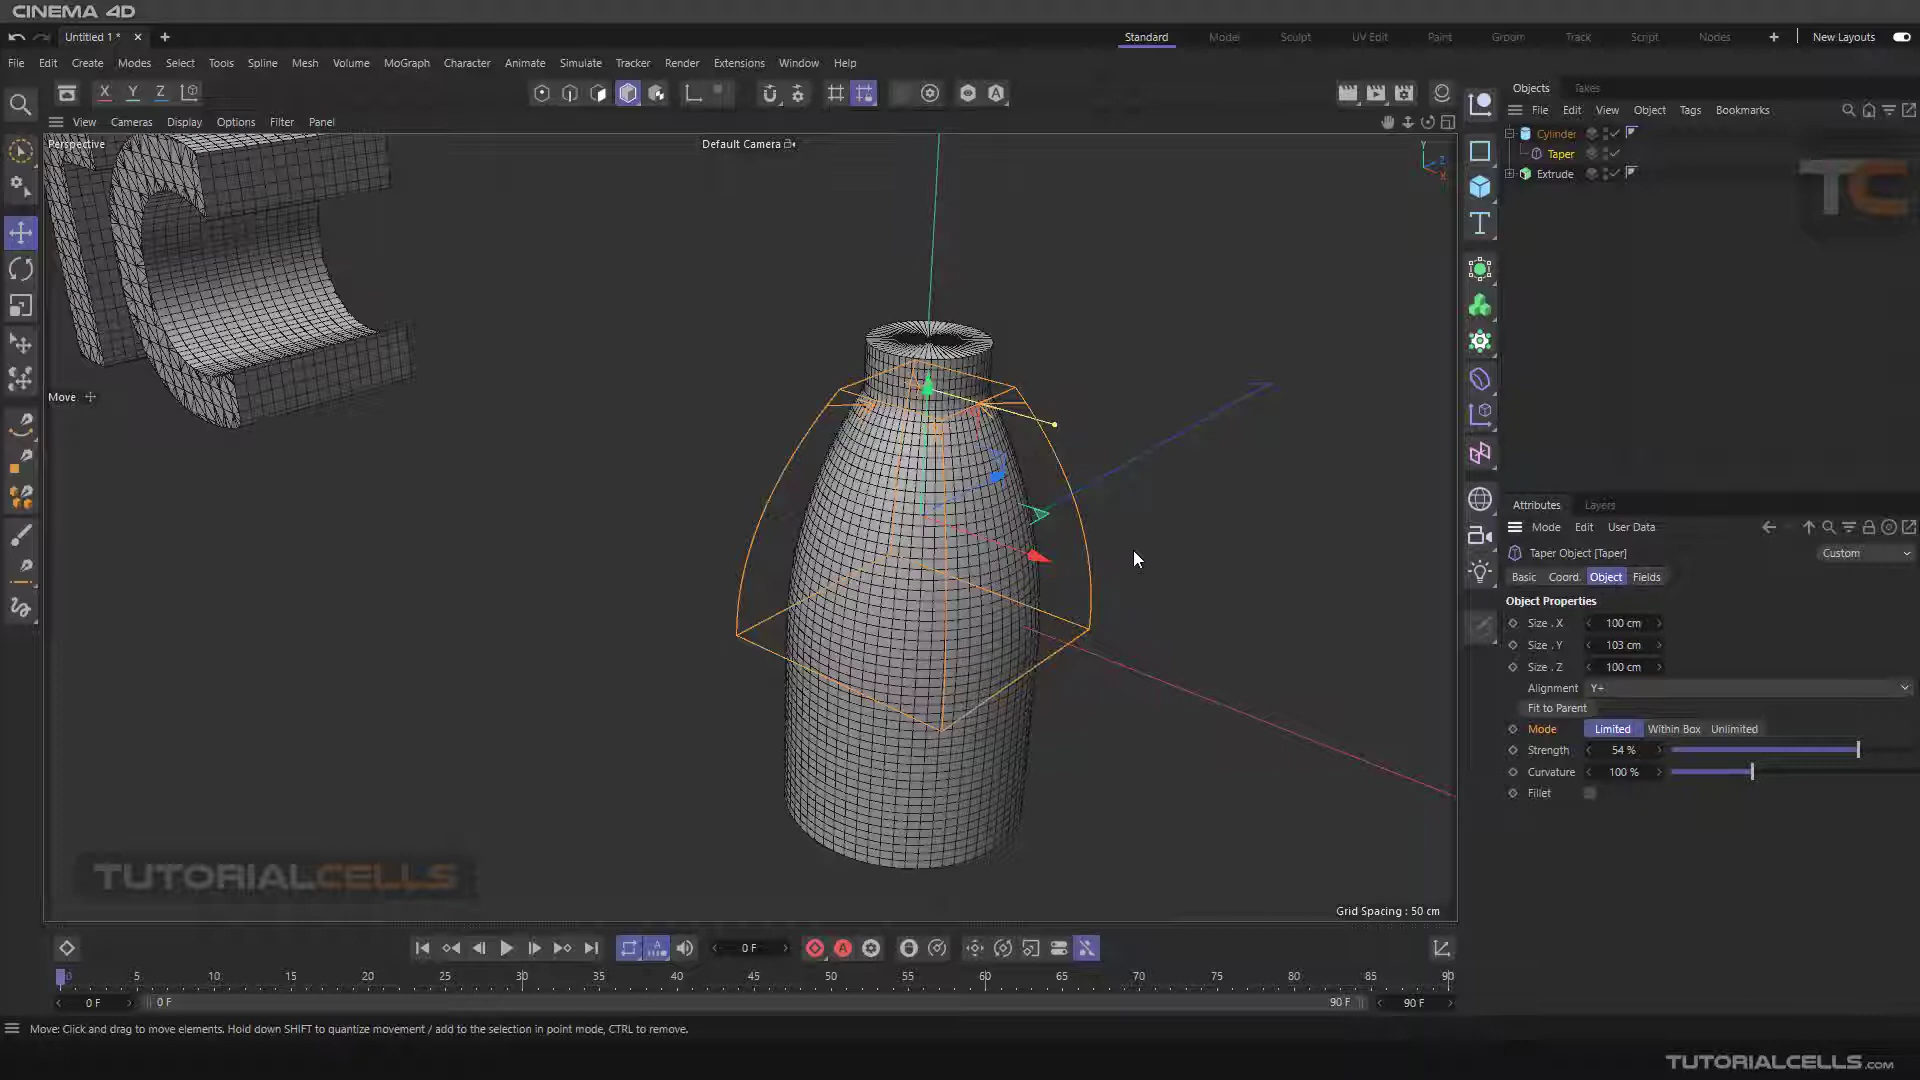 CINEMA 4D
Untitled 1 *
Standard Model Sculpt UV Edit Paint Groom Track Script Nodes New Layouts
File Edit Create Modes Select Tools Spline Mesh Volume MoGraph Character Animate Simulate Tracker Render Extensions Window Help
X Y Z
View Cameras Display Options Filter Panel
Perspective
Default Camera
Y Z X
Move
Grid Spacing : 50 cm
TUTORIALCELLS
Objects Takes
File Edit View Object Tags Bookmarks
Cylinder
Taper
Extrude
TC
Attributes Layers
Mode Edit User Data
Taper Object [Taper] Custom
Basic Coord. Object Fields
Object Properties
Size . X 100 cm
Size . Y 103 cm
Size . Z 100 cm
Alignment Y+
Fit to Parent
Mode Limited Within Box Unlimited
Strength 54 %
Curvature 100 %
Fillet
0 F
0 5 10 15 20 25 30 35 40 45 50 55 60 65 70 75 80 85 90
0 F 0 F 90 F 90 F
Move: Click and drag to move elements. Hold down SHIFT to quantize movement / add to the selection in point mode, CTRL to remove.
TUTORIALCELLS.COM